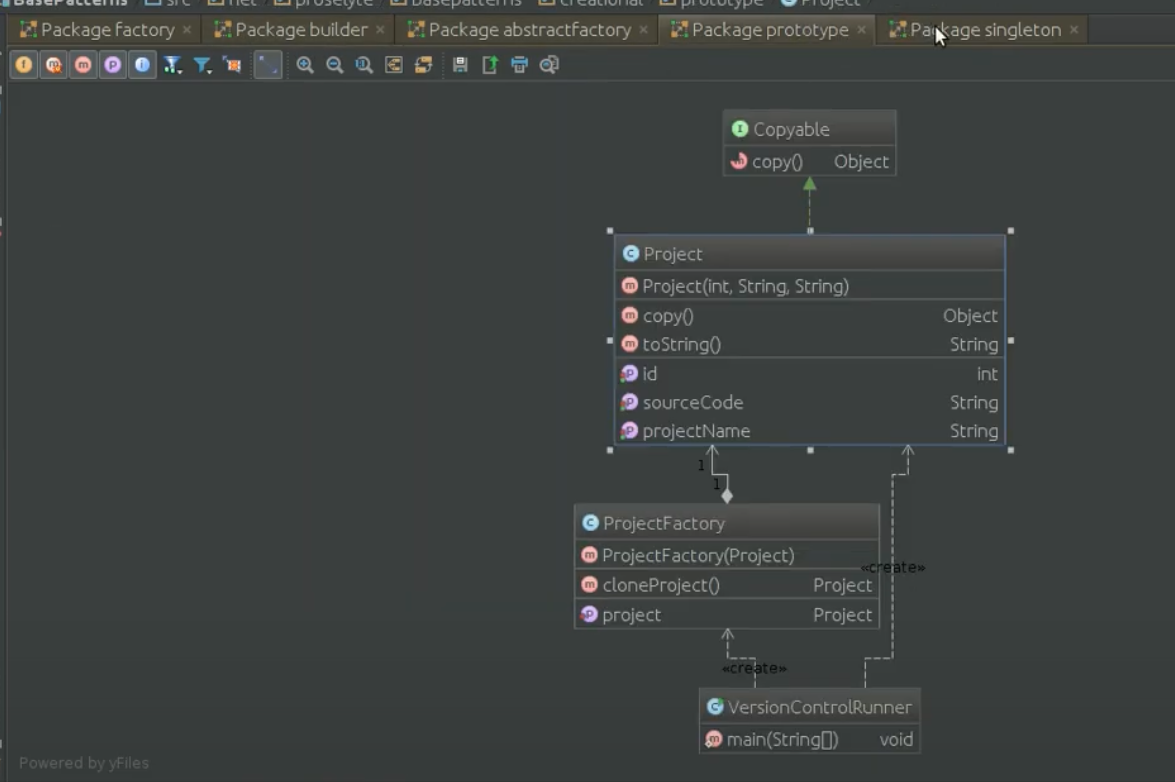 BasePatterns src net proselyte basepatterns creational prototype Project
Package factory × Package builder × Package abstractfactory × Package prototype × Package singleton ×
Copyable
copy() Object
Project
Project(int, String, String)
copy() Object
toString() String
id int
sourceCode String
projectName String
1
1
ProjectFactory
ProjectFactory(Project)
«create»
cloneProject() Project
project Project
«create»
VersionControlRunner
main(String[]) void
Powered by yFiles